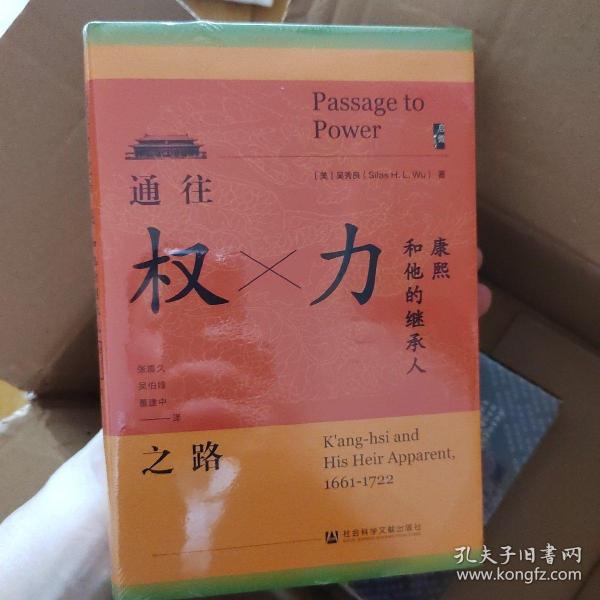 Passage to
Power
[美]吴秀良(Silas H. L. Wu)著
通往
权×力
之路
康熙
和他的继承人
张震久
吴伯娅
董建中
译
K'ang-hsi and
His Heir Apparent,
1661-1722
社会科学文献出版社
孔夫子旧书网
www.kongfz.com